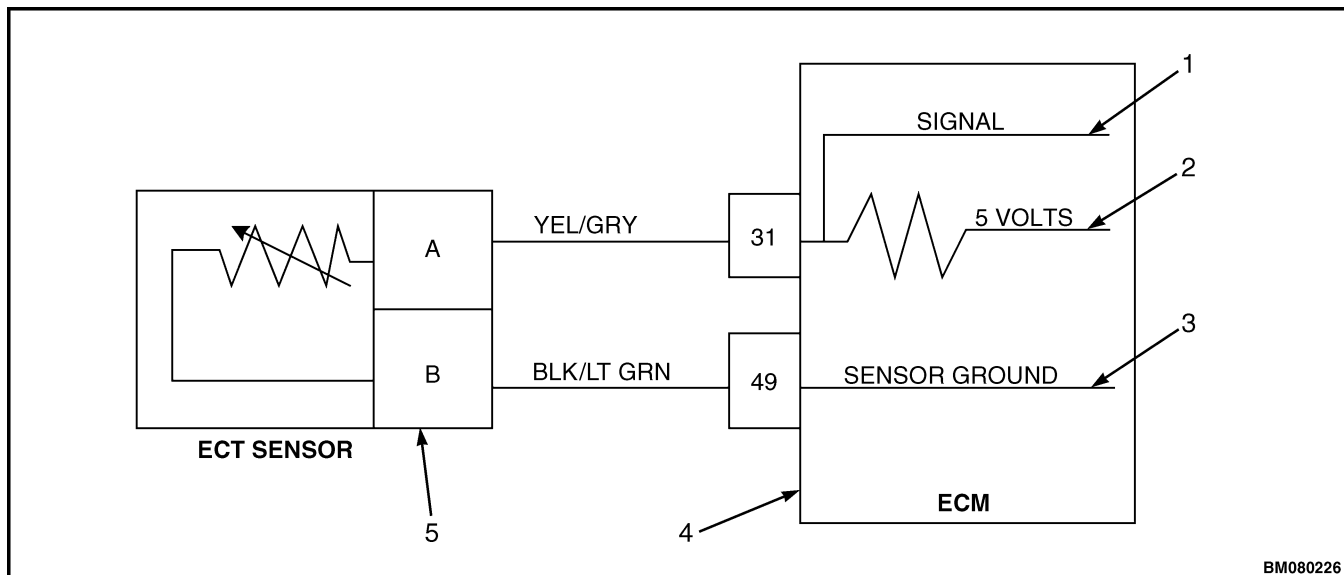 1
SIGNAL
2
5 VOLTS
A
YEL/GRY
31
3
B
BLK/LT GRN
49
SENSOR GROUND
ECT SENSOR
ECM
5
4
BM080226